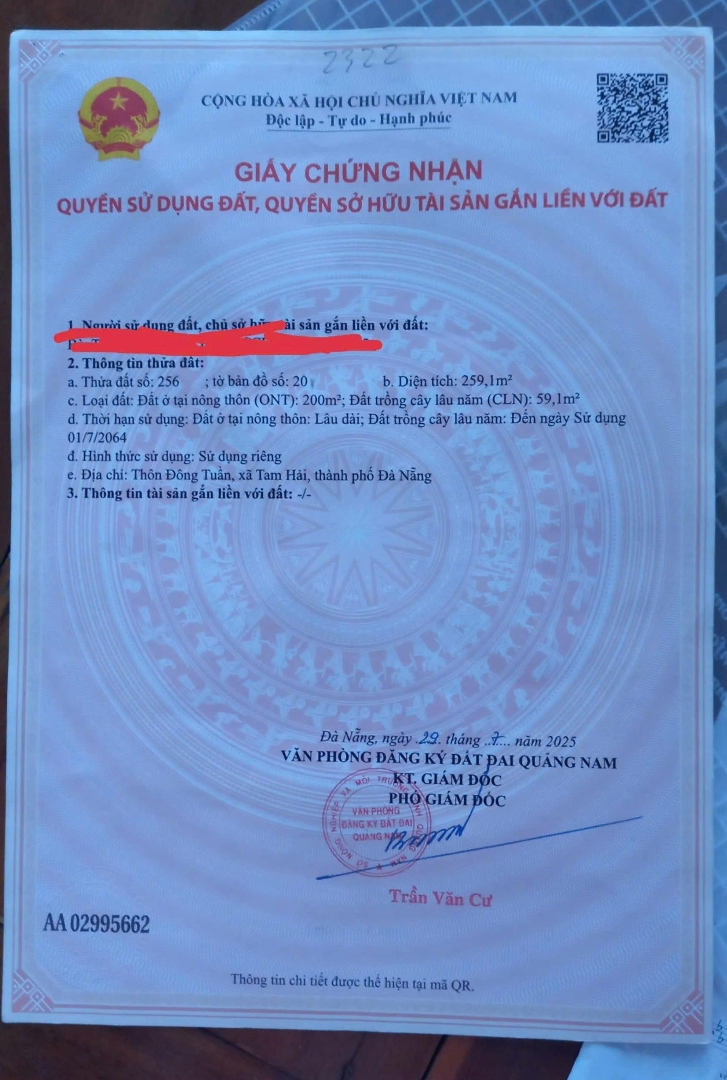 2322
CỘNG HÒA XÃ HỘI CHỦ NGHĨA VIỆT NAM
Độc lập - Tự do - Hạnh phúc
GIẤY CHỨNG NHẬN
QUYỀN SỬ DỤNG ĐẤT, QUYỀN SỞ HỮU TÀI SẢN GẮN LIỀN VỚI ĐẤT
1. Người sử dụng đất, chủ sở hữu tài sản gắn liền với đất:
2. Thông tin thửa đất:
a. Thửa đất số: 256 ; tờ bản đồ số: 20 b. Diện tích: 259,1m²
c. Loại đất: Đất ở tại nông thôn (ONT): 200m²; Đất trồng cây lâu năm (CLN): 59,1m²
d. Thời hạn sử dụng: Đất ở tại nông thôn: Lâu dài; Đất trồng cây lâu năm: Đến ngày Sử dụng
01/7/2064
đ. Hình thức sử dụng: Sử dụng riêng
e. Địa chỉ: Thôn Đông Tuần, xã Tam Hải, thành phố Đà Nẵng
3. Thông tin tài sản gắn liền với đất: -/-
Đà Nẵng, ngày .29. tháng ..7.... năm 2025
VĂN PHÒNG ĐĂNG KÝ ĐẤT ĐAI QUẢNG NAM
KT. GIÁM ĐỐC
PHÓ GIÁM ĐỐC
VĂN PHÒNG
ĐĂNG KÝ ĐẤT ĐAI
QUẢNG NAM
Trần Văn Cư
AA 02995662
Thông tin chi tiết được thể hiện tại mã QR.